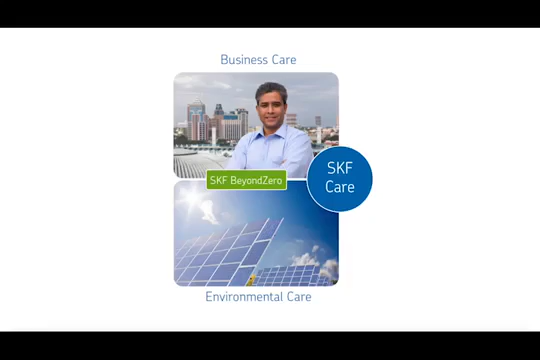 Business Care
SKF BeyondZero
SKF
Care
Environmental Care